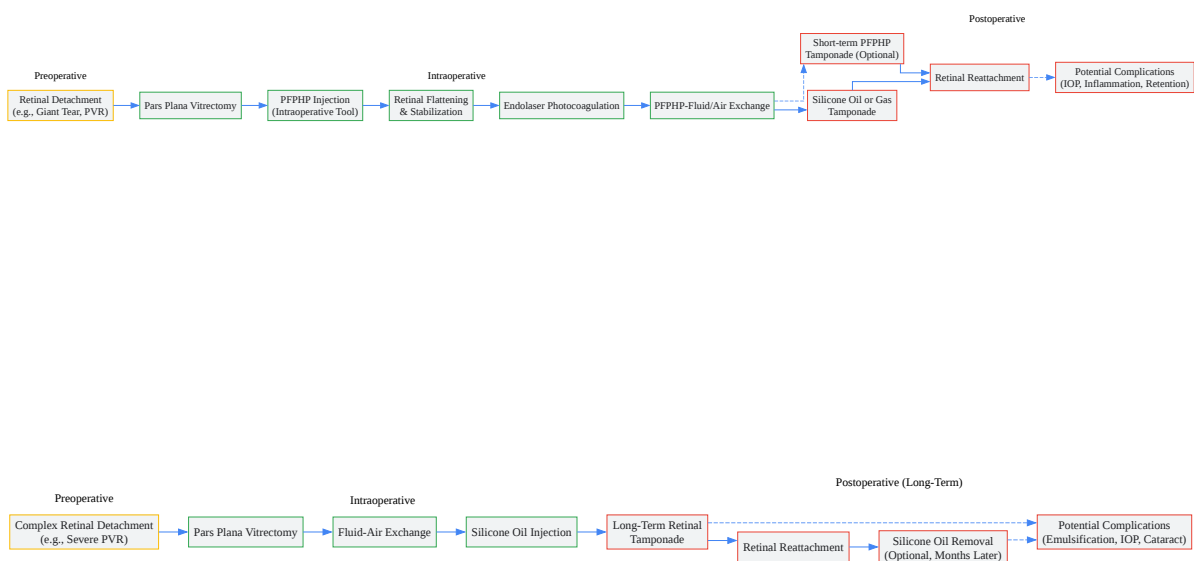 Preoperative
Intraoperative
Postoperative
Retinal Detachment
(e.g., Giant Tear, PVR)
Pars Plana Vitrectomy
PFPHP Injection
(Intraoperative Tool)
Retinal Flattening
& Stabilization
Endolaser Photocoagulation
PFPHP-Fluid/Air Exchange
Short-term PFPHP
Tamponade (Optional)
Silicone Oil or Gas
Tamponade
Retinal Reattachment
Potential Complications
(IOP, Inflammation, Retention)
Preoperative
Intraoperative
Postoperative (Long-Term)
Complex Retinal Detachment
(e.g., Severe PVR)
Pars Plana Vitrectomy
Fluid-Air Exchange
Silicone Oil Injection
Long-Term Retinal
Tamponade
Retinal Reattachment
Silicone Oil Removal
(Optional, Months Later)
Potential Complications
(Emulsification, IOP, Cataract)